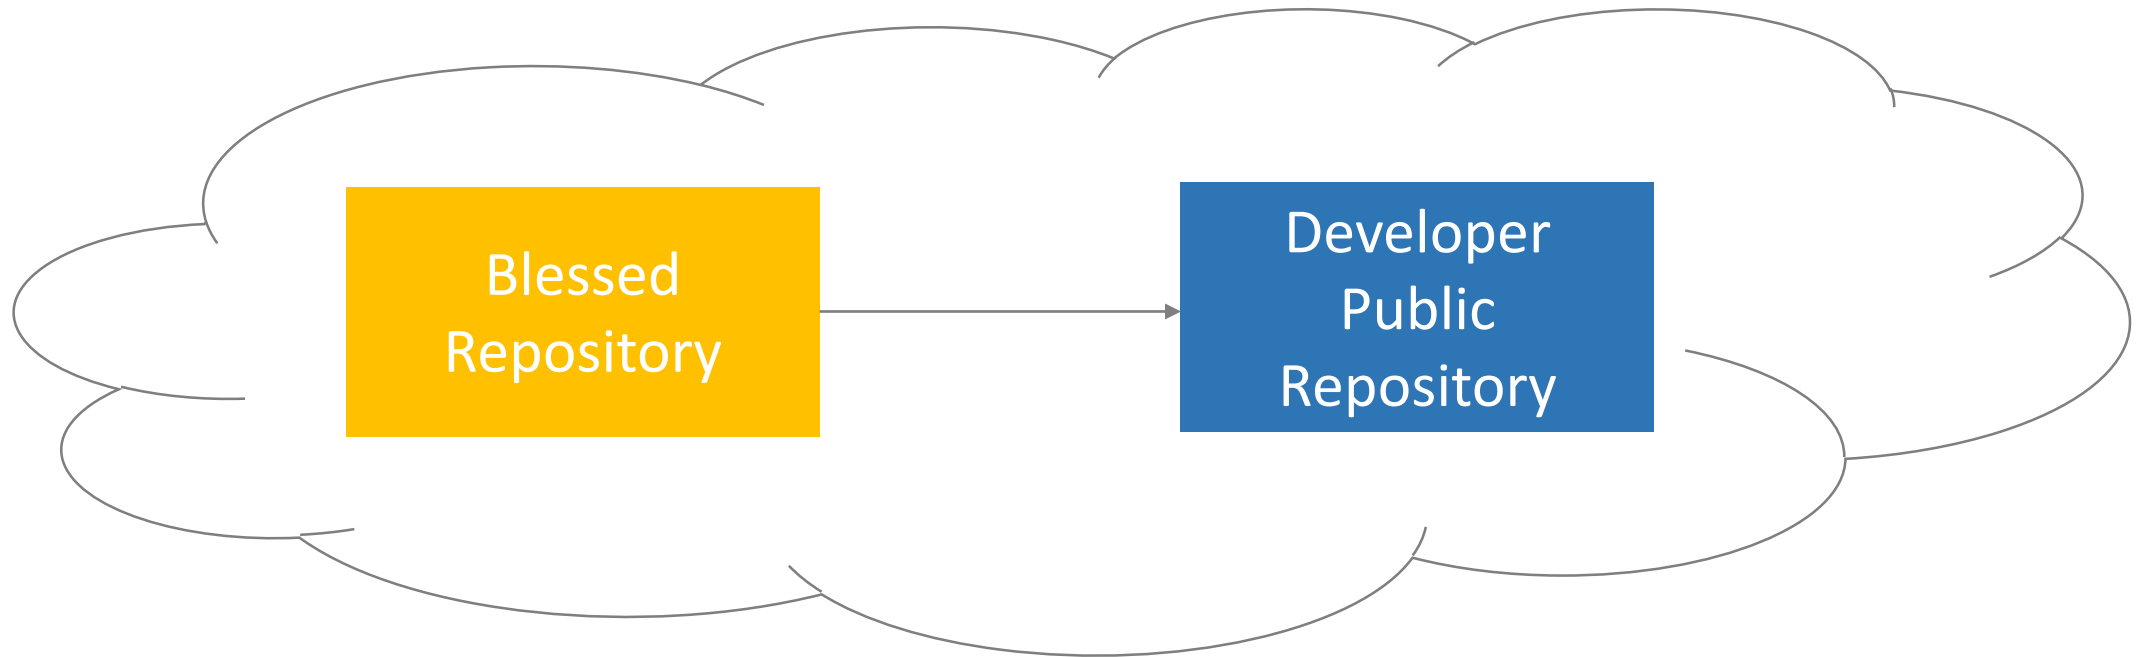 Blessed
Repository
Developer
Public
Repository